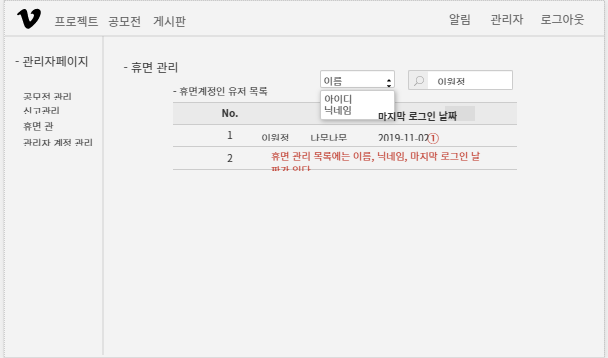 프로젝트 공모전 게시판
알림 관리자 로그아웃
- 관리자페이지
공모전 관리
신고관리
휴면 관
관리자 계정 관리
- 휴면 관리
이름
이원정
아이디
닉네임
- 휴면계정인 유저 목록
No. 마지막 로그인 날짜
1 이원정 나무나무 2019-11-02 ①
2 휴면 관리 목록에는 이름, 닉네임, 마지막 로그인 날
짜가 있다